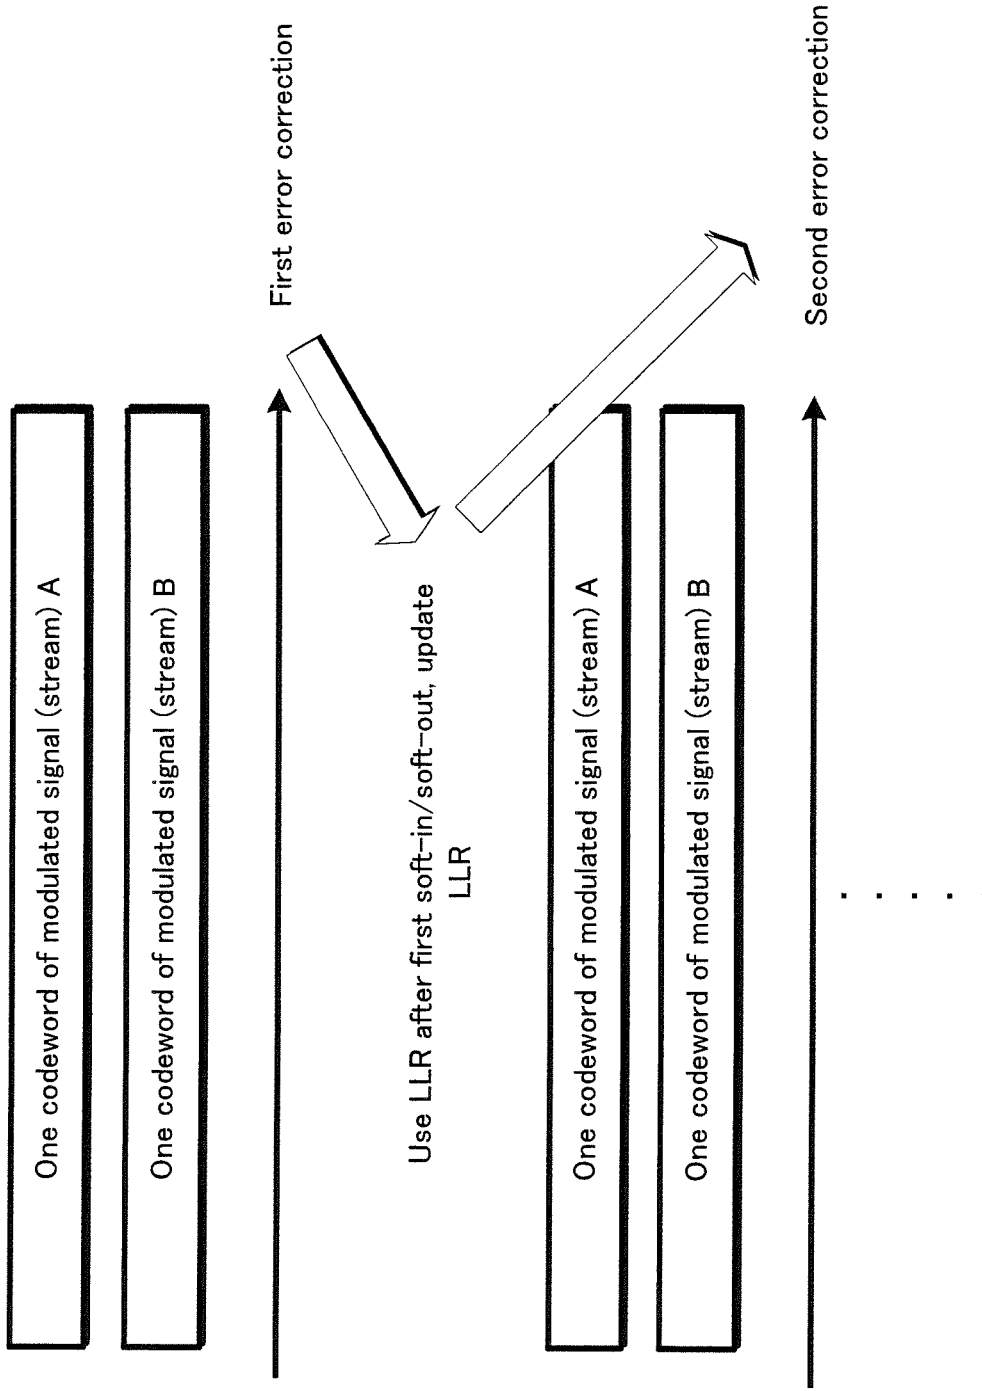 One codeword of modulated signal (stream) A
One codeword of modulated signal (stream) B
First error correction
Use LLR after first soft-in/soft-out, update
LLR
One codeword of modulated signal (stream) A
One codeword of modulated signal (stream) B
Second error correction
. . . .